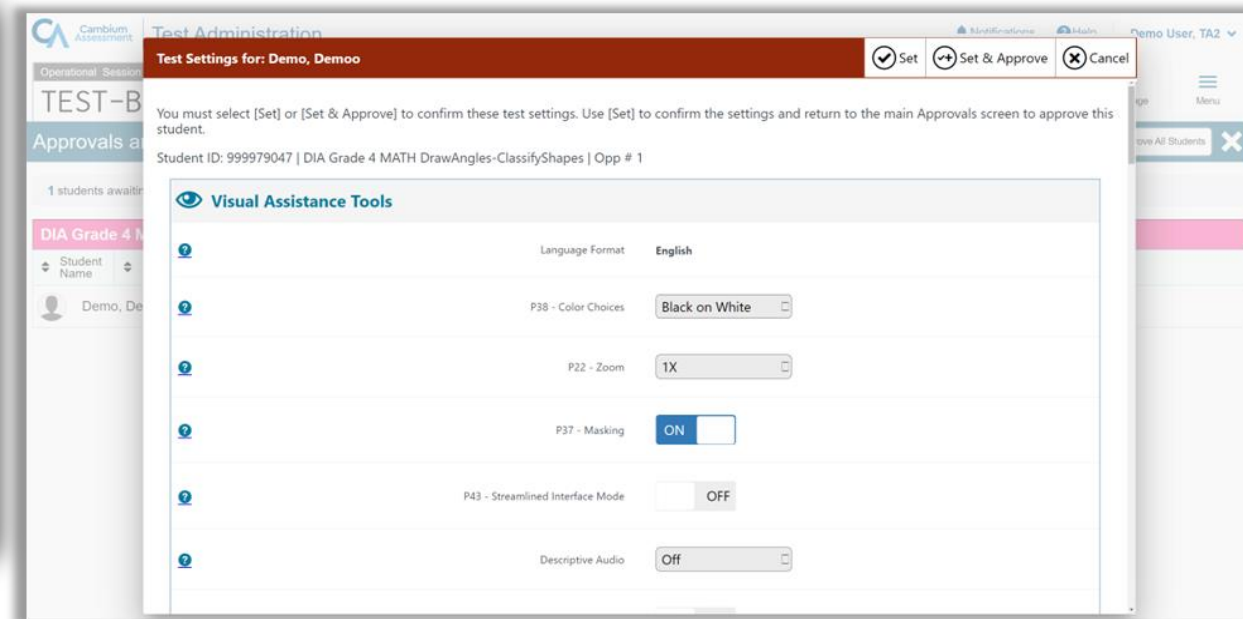 Cambium
Assessment
Test Administration
Notifications
Help
Demo User, TA2
Operational Session
TEST-B
Menu
Approvals a
ove All Students
1 students awaitin
DIA Grade 4 M
Student
Name
Demo, De
Test Settings for: Demo, Demoo
Set
Set & Approve
Cancel
You must select [Set] or [Set & Approve] to confirm these test settings. Use [Set] to confirm the settings and return to the main Approvals screen to approve this
student.
Student ID: 999979047 | DIA Grade 4 MATH DrawAngles-ClassifyShapes | Opp # 1
Visual Assistance Tools
Language Format English
P38 - Color Choices Black on White
P22 - Zoom 1X
P37 - Masking ON
P43 - Streamlined Interface Mode OFF
Descriptive Audio Off